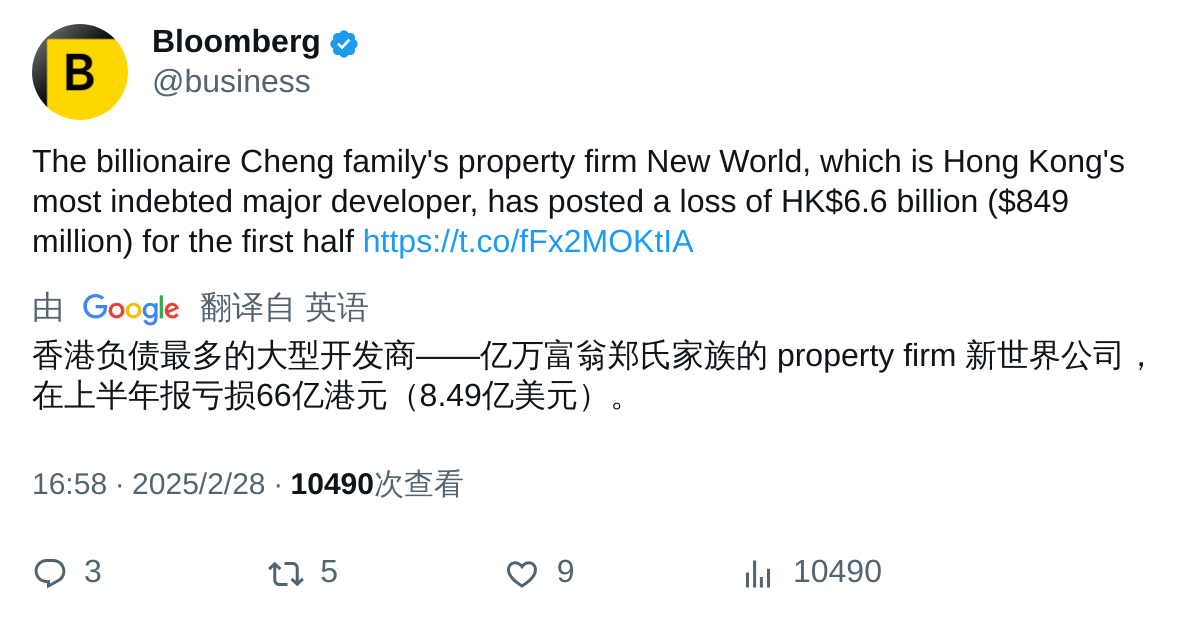 B
Bloomberg
@business
The billionaire Cheng family's property firm New World, which is Hong Kong's
most indebted major developer, has posted a loss of HK$6.6 billion ($849
million) for the first half https://t.co/fFx2MOKtIA
由 Google 翻译自 英语
香港负债最多的大型开发商——亿万富翁郑氏家族的 property firm 新世界公司，
在上半年报亏损66亿港元（8.49亿美元）。
16:58 · 2025/2/28 · 10490次查看
3 5 9 10490